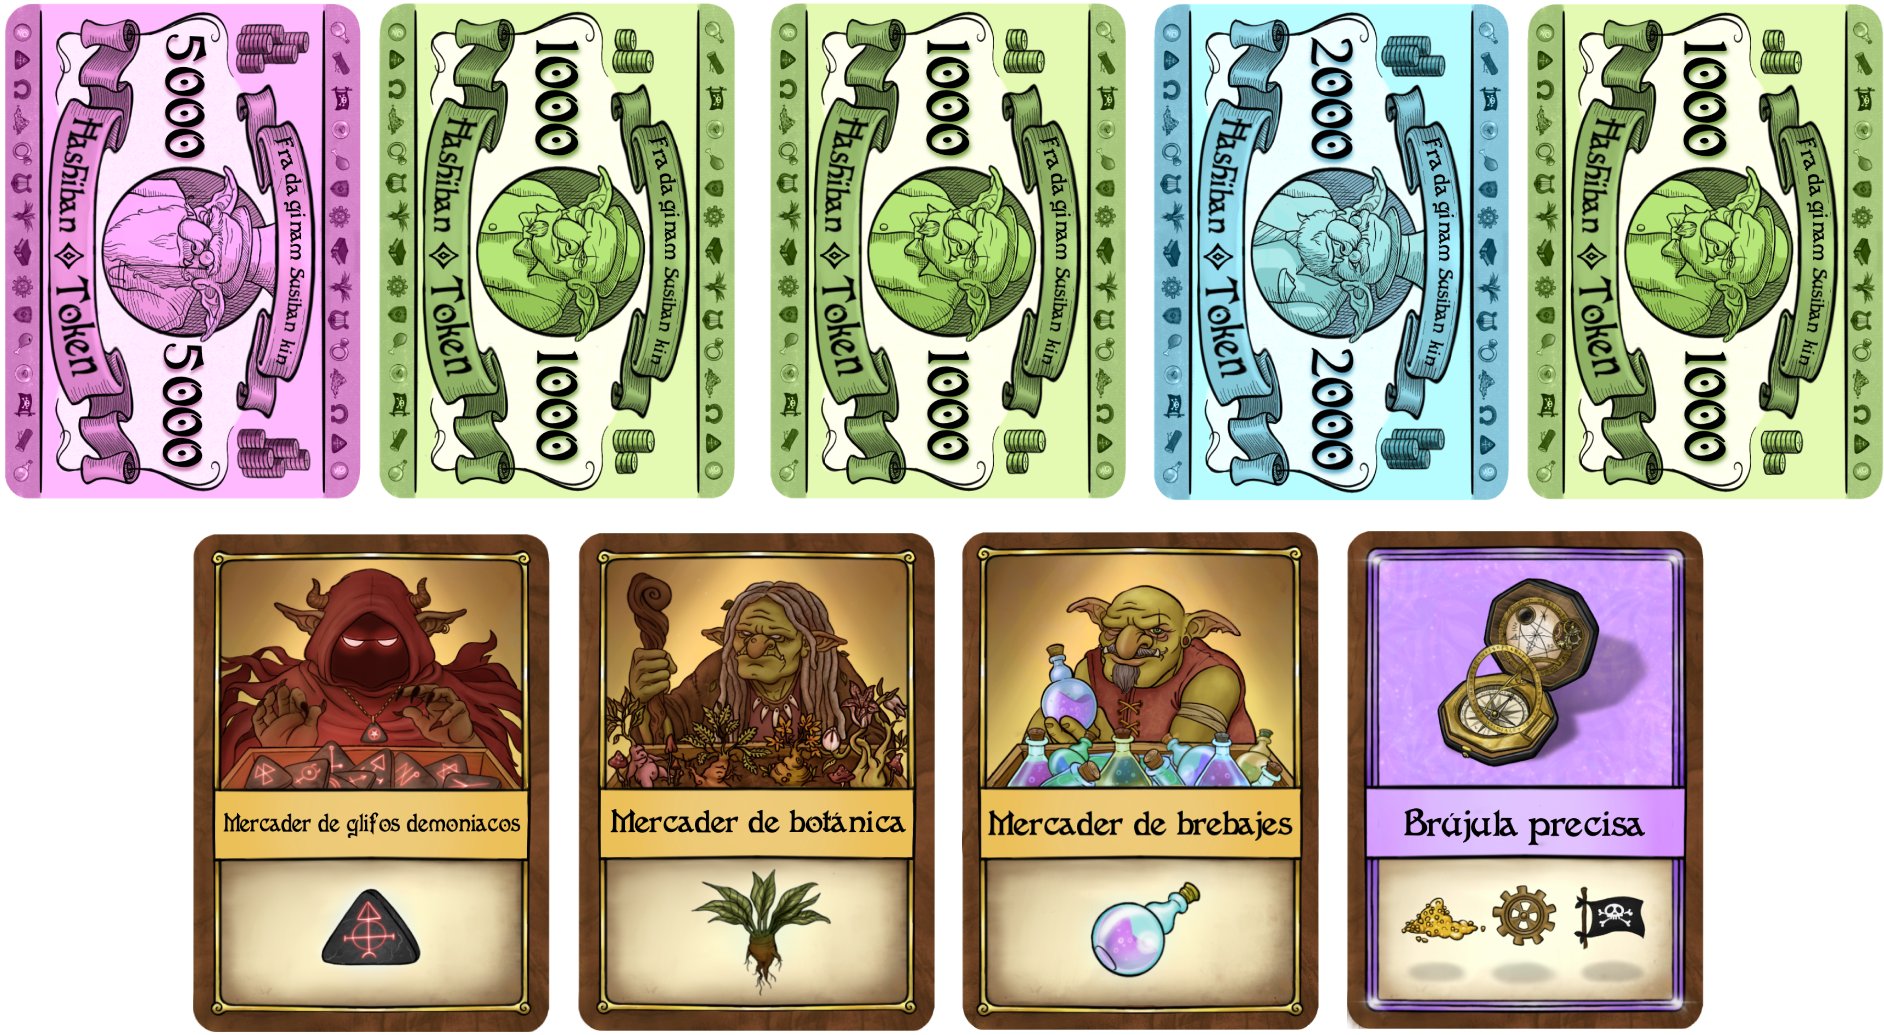 5000
5000
Hashiban ◈ Token
Fra da ginam Susiban kin
1000
1000
Hashiban ◈ Token
Fra da ginam Susiban kin
1000
1000
Hashiban ◈ Token
Fra da ginam Susiban kin
2000
2000
Hashiban ◈ Token
Fra da ginam Susiban kin
1000
1000
Hashiban ◈ Token
Fra da ginam Susiban kin
Mercader de glifos demoniacos
Mercader de botánica
Mercader de brebajes
Brújula precisa